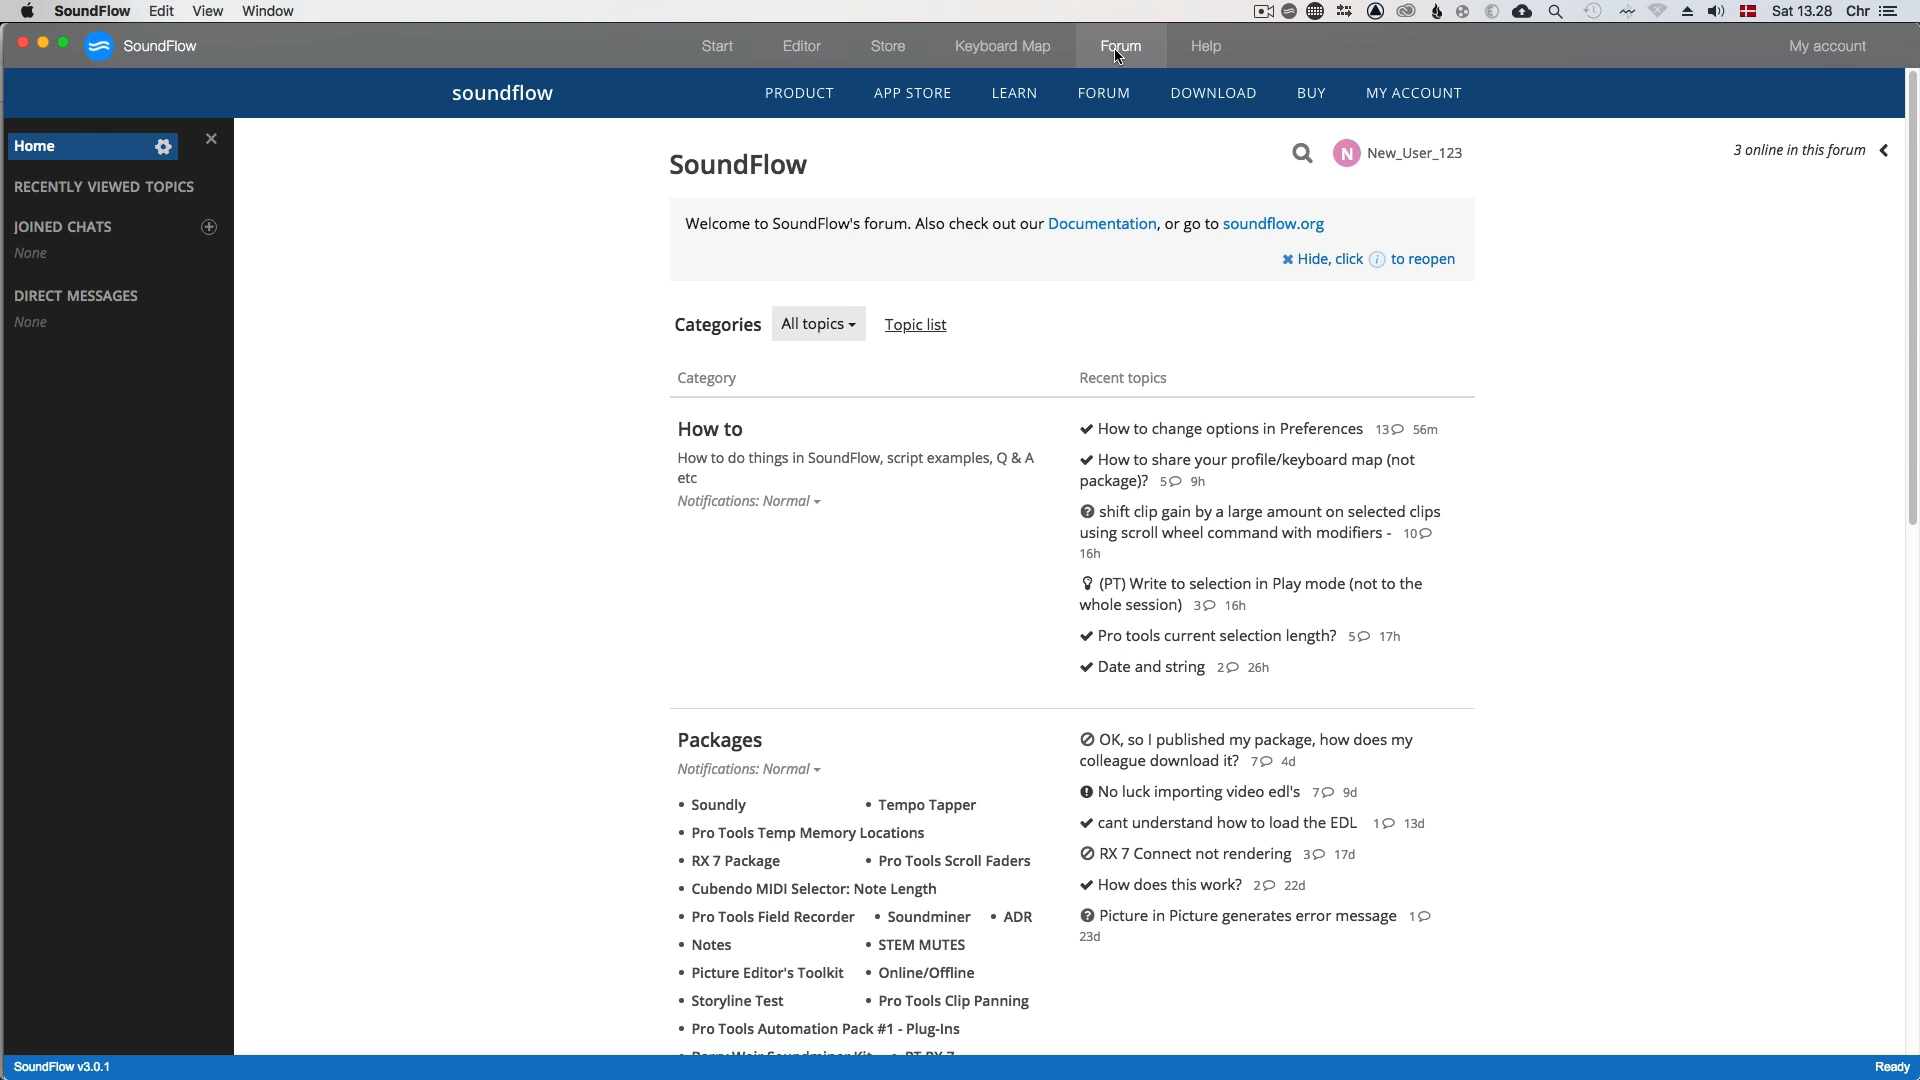 SoundFlow Edit View Window Sat 13.28 Chr
SoundFlow Start Editor Store Keyboard Map Forum Help My account
soundflow PRODUCT APP STORE LEARN FORUM DOWNLOAD BUY MY ACCOUNT
Home
RECENTLY VIEWED TOPICS
JOINED CHATS
None
DIRECT MESSAGES
None
SoundFlow
N New_User_123
3 online in this forum
Welcome to SoundFlow's forum. Also check out our Documentation, or go to soundflow.org
Hide, click i to reopen
Categories All topics Topic list
Category Recent topics
How to
How to do things in SoundFlow, script examples, Q & A
etc
Notifications: Normal
How to change options in Preferences 13 56m
How to share your profile/keyboard map (not
package)? 5 9h
shift clip gain by a large amount on selected clips
using scroll wheel command with modifiers - 10
16h
(PT) Write to selection in Play mode (not to the
whole session) 3 16h
Pro tools current selection length? 5 17h
Date and string 2 26h
Packages
Notifications: Normal
• Soundly • Tempo Tapper
• Pro Tools Temp Memory Locations
• RX 7 Package • Pro Tools Scroll Faders
• Cubendo MIDI Selector: Note Length
• Pro Tools Field Recorder • Soundminer • ADR
• Notes • STEM MUTES
• Picture Editor's Toolkit • Online/Offline
• Storyline Test • Pro Tools Clip Panning
• Pro Tools Automation Pack #1 - Plug-Ins
OK, so I published my package, how does my
colleague download it? 7 4d
No luck importing video edl's 7 9d
cant understand how to load the EDL 1 13d
RX 7 Connect not rendering 3 17d
How does this work? 2 22d
Picture in Picture generates error message 1
23d
SoundFlow v3.0.1 Ready